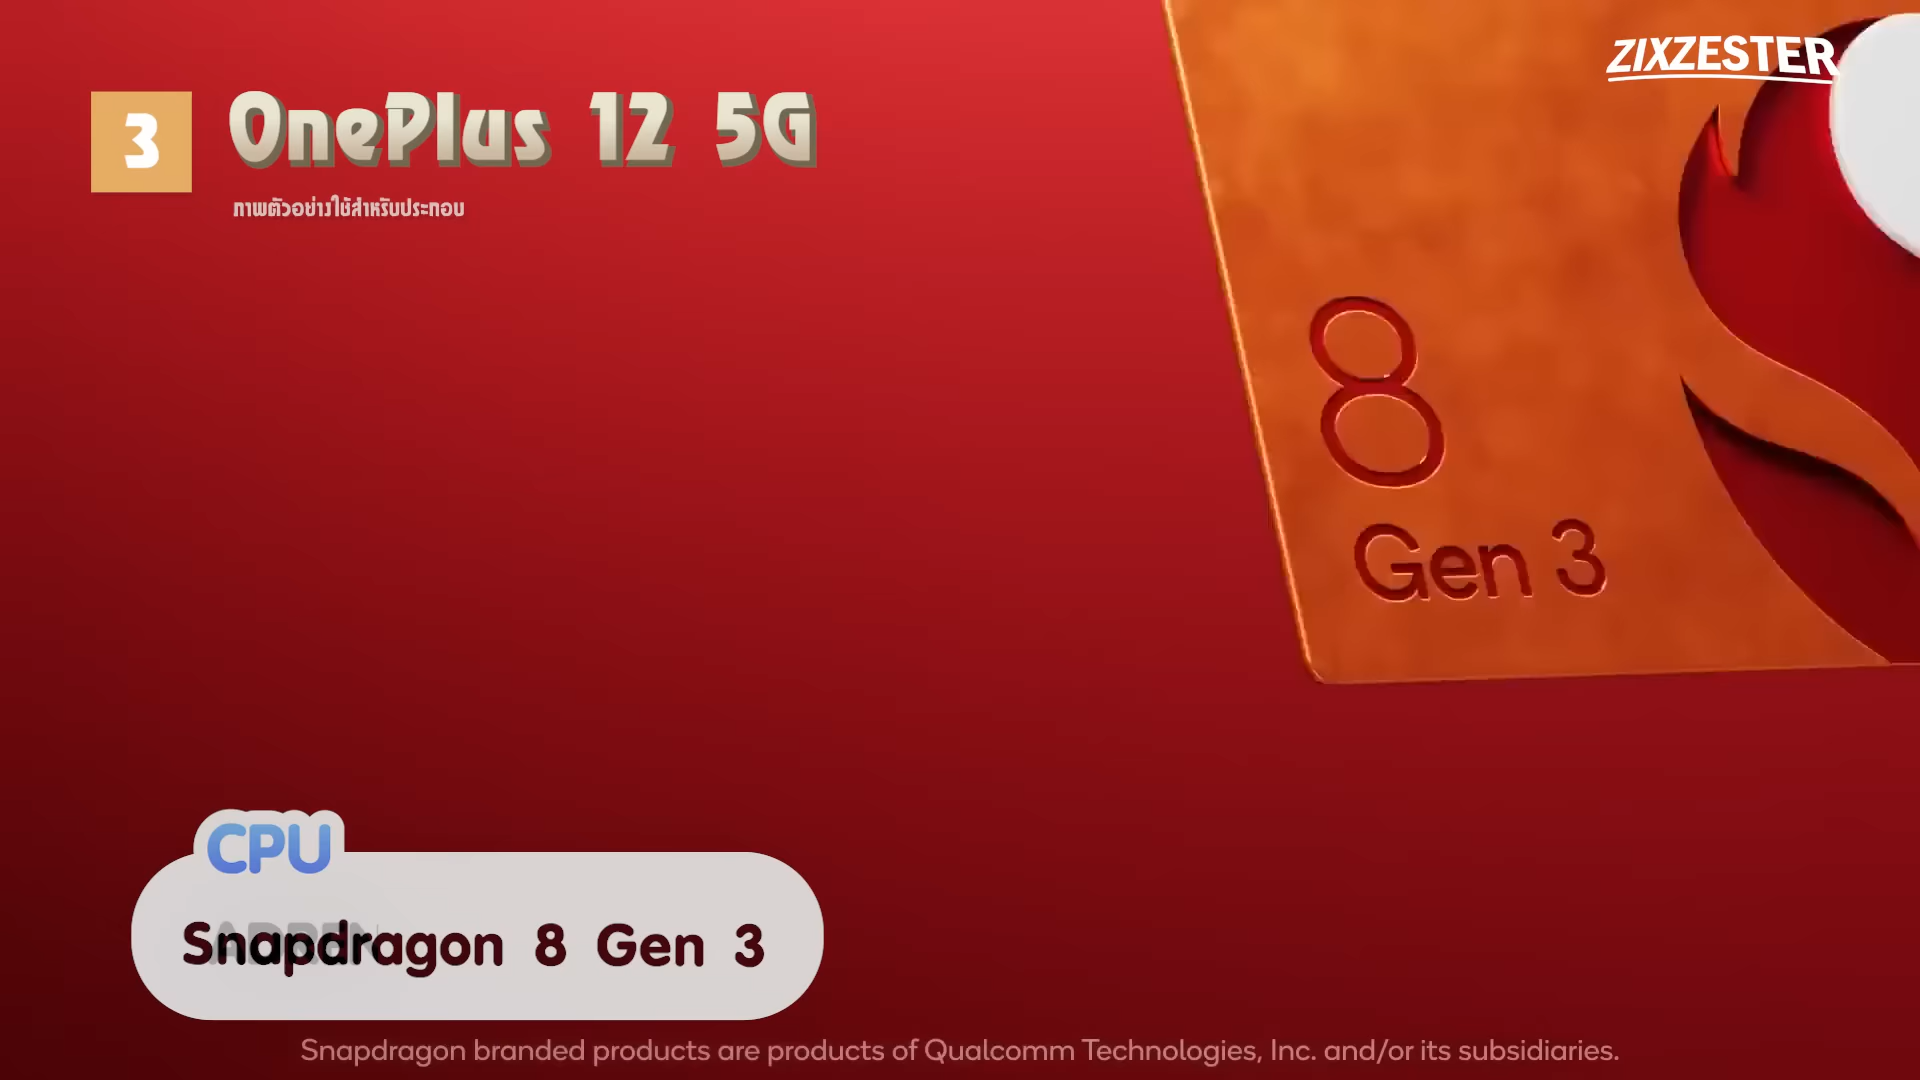 ZIXZESTER
3
OnePlus 12 5G
ภาพตัวอย่างใช้สำหรับประกอบ
8
Gen 3
CPU
Snapdragon 8 Gen 3
Snapdragon branded products are products of Qualcomm Technologies, Inc. and/or its subsidiaries.